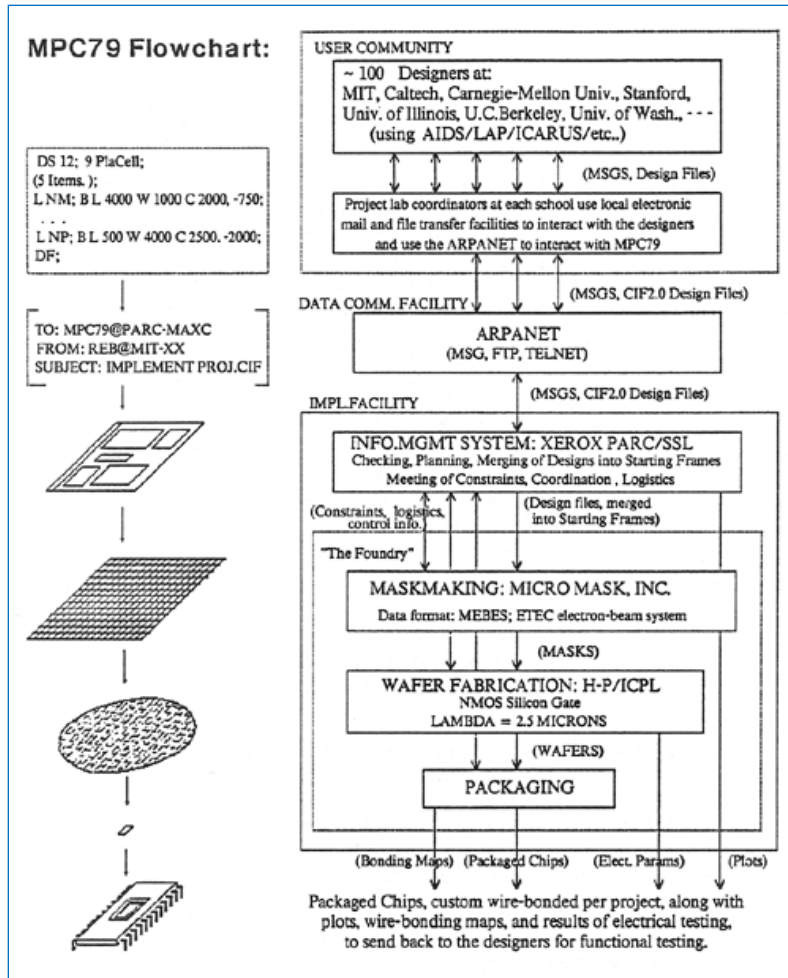 MPC79 Flowchart:
DS 12; 9 PlaCell;
(5 Items. );
L NM; B L 4000 W 1000 C 2000, -750;
. . .
L NP; B L 500 W 4000 C 2500. -2000;
DF;
TO: MPC79@PARC-MAXC
FROM: REB@MIT-XX
SUBJECT: IMPLEMENT PROJ.CIF
USER COMMUNITY
~ 100 Designers at:
MIT, Caltech, Carnegie-Mellon Univ., Stanford,
Univ. of Illinois, U.C.Berkeley, Univ. of Wash., - - -
(using AIDS/LAP/ICARUS/etc..)
(MSGS, Design Files)
Project lab coordinators at each school use local electronic
mail and file transfer facilities to interact with the designers
and use the ARPANET to interact with MPC79
(MSGS, CIF2.0 Design Files)
DATA COMM. FACILITY
ARPANET
(MSG, FTP, TELNET)
(MSGS, CIF2.0 Design Files)
IMPL.FACILITY
INFO.MGMT SYSTEM: XEROX PARC/SSL
Checking, Planning, Merging of Designs into Starting Frames
Meeting of Constraints, Coordination , Logistics
(Constraints, logistics,
control info.)
(Design files, merged
into Starting Frames)
"The Foundry"
MASKMAKING: MICRO MASK, INC.
Data format: MEBES; ETEC electron-beam system
(MASKS)
WAFER FABRICATION: H-P/ICPL
NMOS Silicon Gate
LAMBDA = 2.5 MICRONS
(WAFERS)
PACKAGING
(Bonding Maps) (Packaged Chips) (Elect. Params) (Plots)
Packaged Chips, custom wire-bonded per project, along with
plots, wire-bonding maps, and results of electrical testing,
to send back to the designers for functional testing.